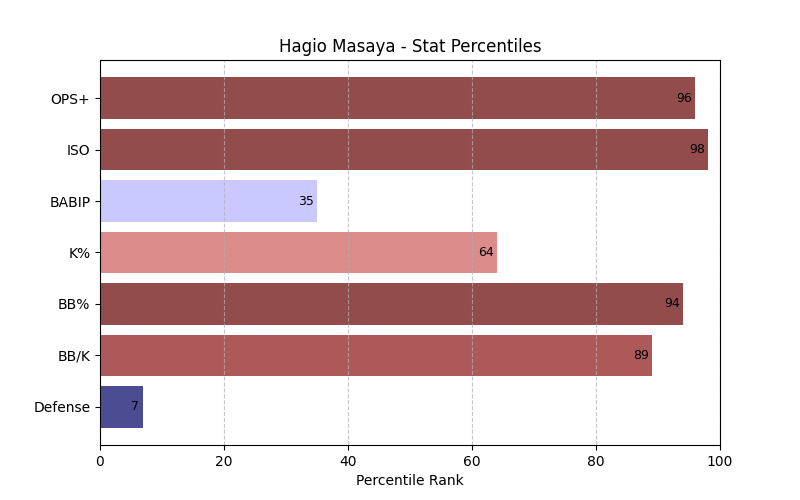 Hagio Masaya - Stat Percentiles
OPS+ 96
ISO 98
BABIP 35
K% 64
BB% 94
BB/K 89
Defense 7
0 20 40 60 80 100
Percentile Rank